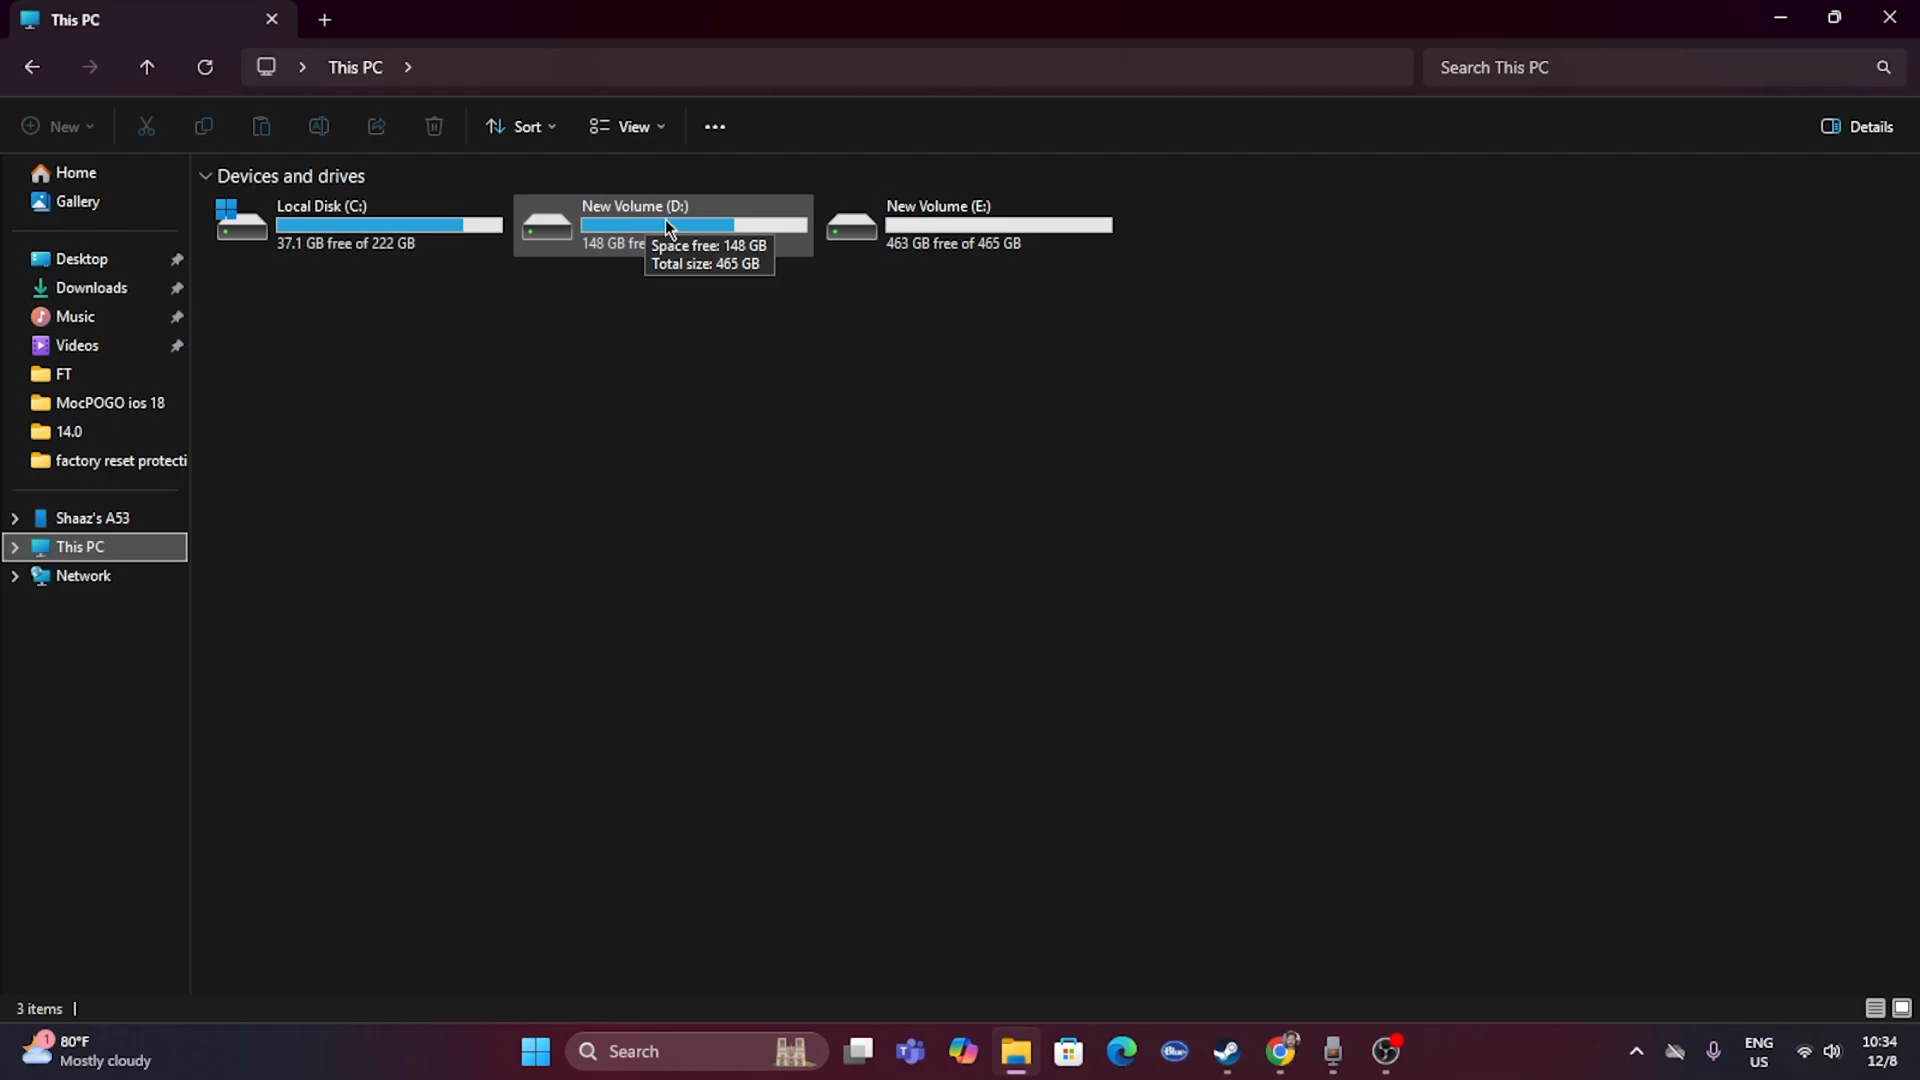 This PC
This PC
Search This PC
New
Sort
View
Details
Home
Gallery
Desktop
Downloads
Music
Videos
FT
MocPOGO ios 18
14.0
factory reset protecti
Shaaz's A53
This PC
Network
Devices and drives
Local Disk (C:)
37.1 GB free of 222 GB
New Volume (D:)
148 GB fre
Space free: 148 GB
Total size: 465 GB
New Volume (E:)
463 GB free of 465 GB
3 items
1
80°F
Mostly cloudy
Search
Blue
ENG
US
10:34
12/8